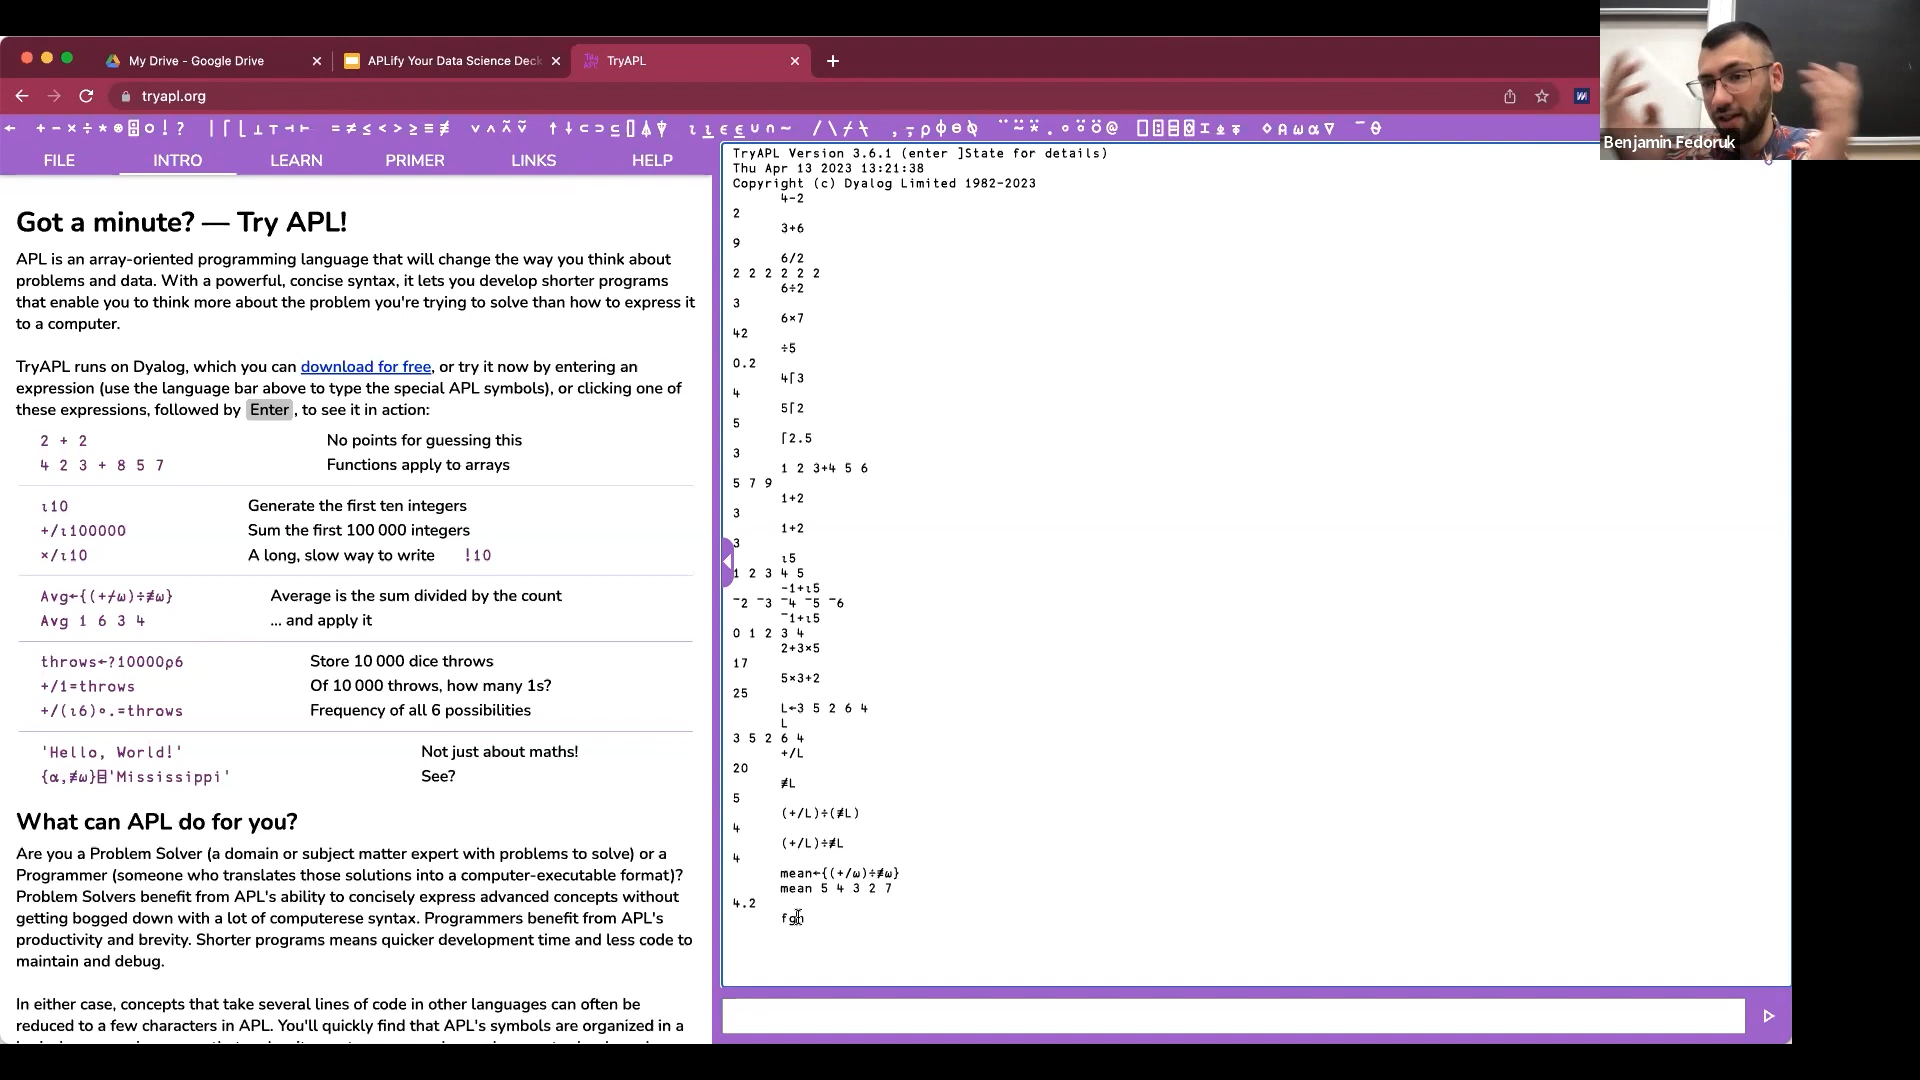 My Drive - Google Drive
APLify Your Data Science Deck
TryAPL
tryapl.org
← +-×÷*⍟⌹○!? |⌈⌊⊥⊤⊣⊢ =≠≤<>≥≡≢ ∨∧⍲⍱ ↑↓⊂⊃⊆⌷⍋⍒ ⍳⍸∊⍷∪∩~ /\⌿⍀ ,⍪⍴⌽⊖⍉ ¨⍨⍣.∘⍤⍥@ ⎕⍠⌸⌺⌶⍎⍕ ⋄⍝⍵⍺∇ ¯⍬
FILE INTRO LEARN PRIMER LINKS HELP
Benjamin Fedoruk
Got a minute? — Try APL!
APL is an array-oriented programming language that will change the way you think about
problems and data. With a powerful, concise syntax, it lets you develop shorter programs
that enable you to think more about the problem you're trying to solve than how to express it
to a computer.
TryAPL runs on Dyalog, which you can download for free, or try it now by entering an
expression (use the language bar above to type the special APL symbols), or clicking one of
these expressions, followed by Enter, to see it in action:
2 + 2 No points for guessing this
4 2 3 + 8 5 7 Functions apply to arrays
⍳10 Generate the first ten integers
+/⍳100000 Sum the first 100 000 integers
×/⍳10 A long, slow way to write !10
Avg←{(+⌿⍵)÷≢⍵} Average is the sum divided by the count
Avg 1 6 3 4 ... and apply it
throws←?10000⍴6 Store 10 000 dice throws
+/1=throws Of 10 000 throws, how many 1s?
+/(⍳6)∘.=throws Frequency of all 6 possibilities
'Hello, World!' Not just about maths!
{⍺,≢⍵}⌸'Mississippi' See?
What can APL do for you?
Are you a Problem Solver (a domain or subject matter expert with problems to solve) or a
Programmer (someone who translates those solutions into a computer-executable format)?
Problem Solvers benefit from APL's ability to concisely express advanced concepts without
getting bogged down with a lot of computerese syntax. Programmers benefit from APL's
productivity and brevity. Shorter programs means quicker development time and less code to
maintain and debug.
In either case, concepts that take several lines of code in other languages can often be
reduced to a few characters in APL. You'll quickly find that APL's symbols are organized in a
TryAPL Version 3.6.1 (enter ]State for details)
Thu Apr 13 2023 13:21:38
Copyright (c) Dyalog Limited 1982-2023
4-2
2
3+6
9
6/2
2 2 2 2 2 2
6÷2
3
6×7
42
÷5
0.2
4⌈3
4
5⌈2
5
⌈2.5
3
1 2 3+4 5 6
5 7 9
1+2
3
1+2
3
⍳5
1 2 3 4 5
-1+⍳5
¯2 ¯3 ¯4 ¯5 ¯6
¯1+⍳5
0 1 2 3 4
2+3×5
17
5×3+2
25
L←3 5 2 6 4
L
3 5 2 6 4
+/L
20
≢L
5
(+/L)÷(≢L)
4
(+/L)÷≢L
4
mean←{(+/⍵)÷≢⍵}
mean 5 4 3 2 7
4.2
fgh